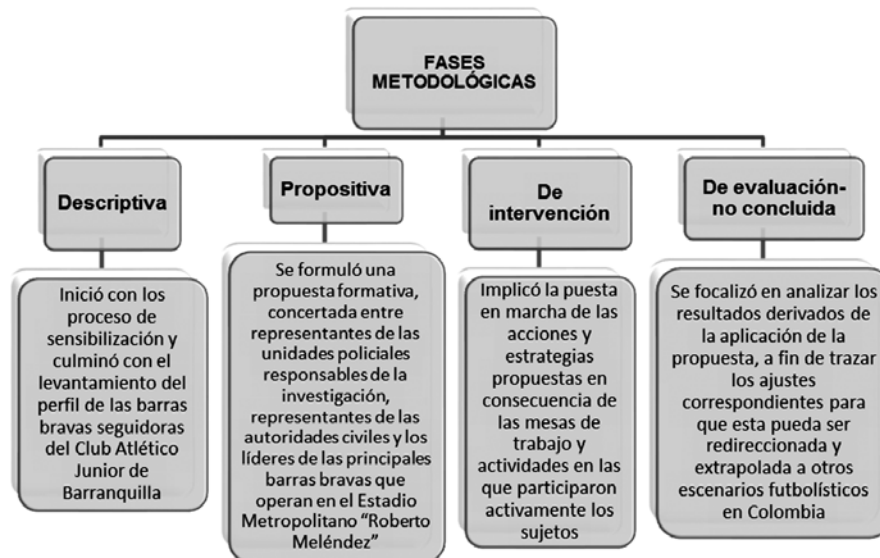 FASES
METODOLÓGICAS
Descriptiva
Inició con los
proceso de
sensibilización y
culminó con el
levantamiento del
perfil de las barras
bravas seguidoras
del Club Atlético
Junior de
Barranquilla
Propositiva
Se formuló una
propuesta formativa,
concertada entre
representantes de las
unidades policiales
responsables de la
investigación,
representantes de las
autoridades civiles y los
líderes de las principales
barras bravas que
operan en el Estadio
Metropolitano “Roberto
Meléndez”
De
intervención
Implicó la puesta
en marcha de las
acciones y
estrategias
propuestas en
consecuencia de
las mesas de
trabajo y
actividades en las
que participaron
activamente los
sujetos
De evaluación-
no concluida
Se focalizó en analizar los
resultados derivados de
de la aplicación de la
propuesta, a fin de trazar
los ajustes
correspondientes para
que esta pueda ser
redireccionada y
extrapolada a otros
escenarios futbolísticos
en Colombia